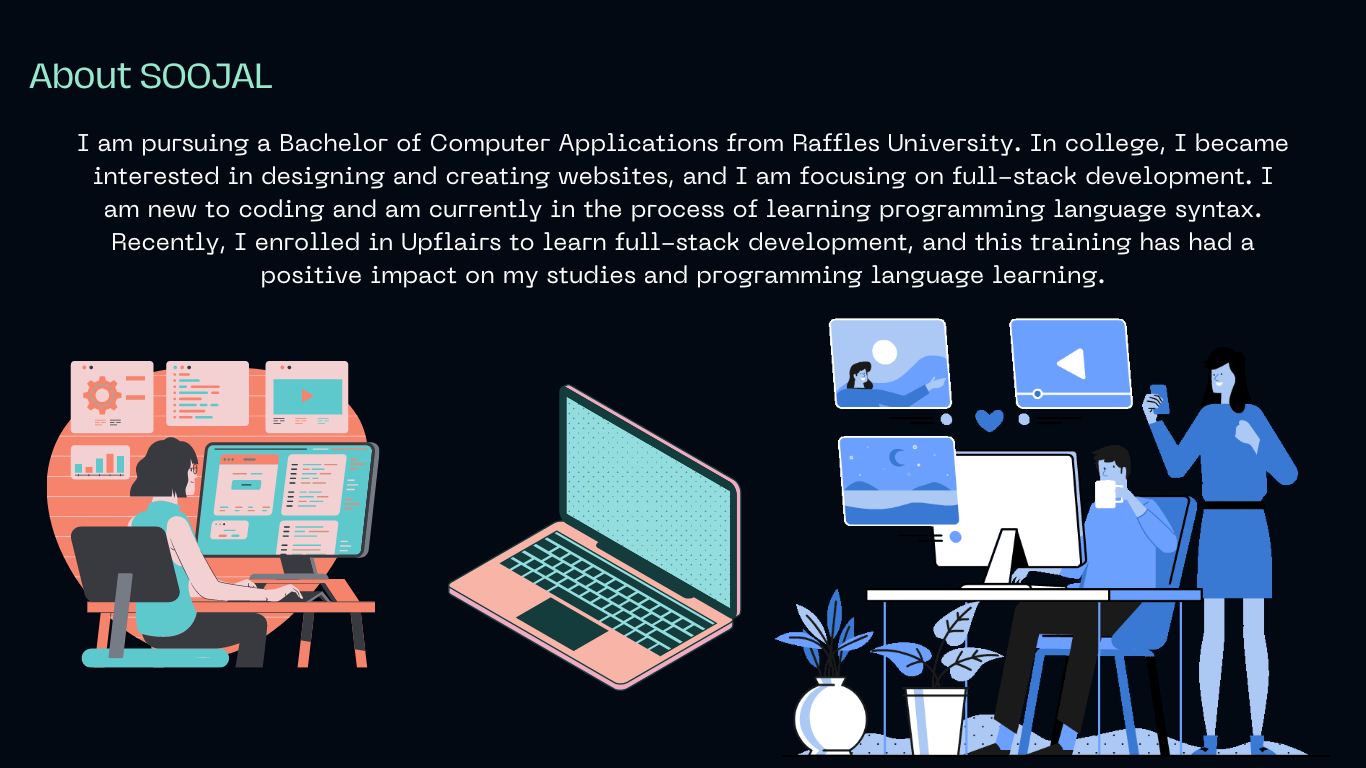 About SOOJAL
I am pursuing a Bachelor of Computer Applications from Raffles University. In college, I became
interested in designing and creating websites, and I am focusing on full-stack development. I
am new to coding and am currently in the process of learning programming language syntax.
Recently, I enrolled in Upflairs to learn full-stack development, and this training has had a
positive impact on my studies and programming language learning.